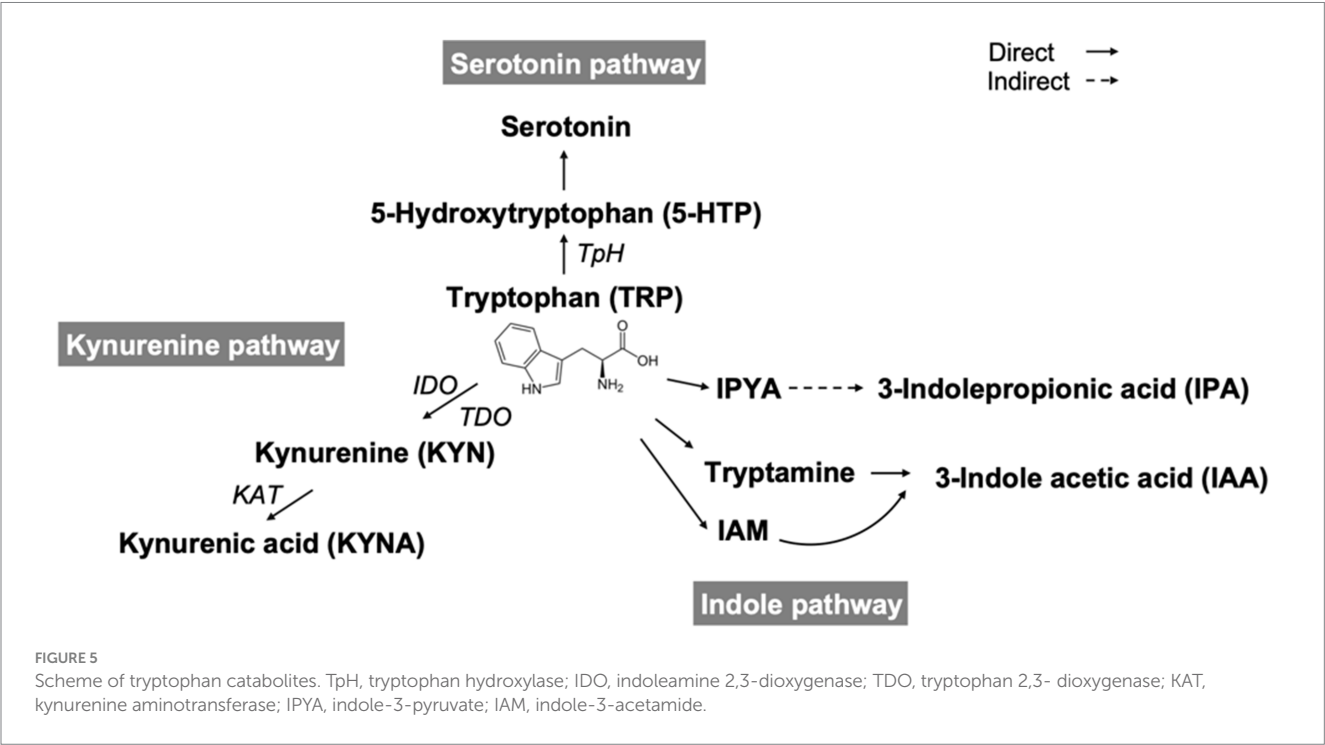 Serotonin pathway
Direct
Indirect
Serotonin
5-Hydroxytryptophan (5-HTP)
TpH
Tryptophan (TRP)
Kynurenine pathway
O
OH
NH2
HN
IDO
TDO
IPYA
3-Indolepropionic acid (IPA)
Kynurenine (KYN)
Tryptamine
3-Indole acetic acid (IAA)
KAT
IAM
Kynurenic acid (KYNA)
Indole pathway
FIGURE 5
Scheme of tryptophan catabolites. TpH, tryptophan hydroxylase; IDO, indoleamine 2,3-dioxygenase; TDO, tryptophan 2,3- dioxygenase; KAT,
kynurenine aminotransferase; IPYA, indole-3-pyruvate; IAM, indole-3-acetamide.